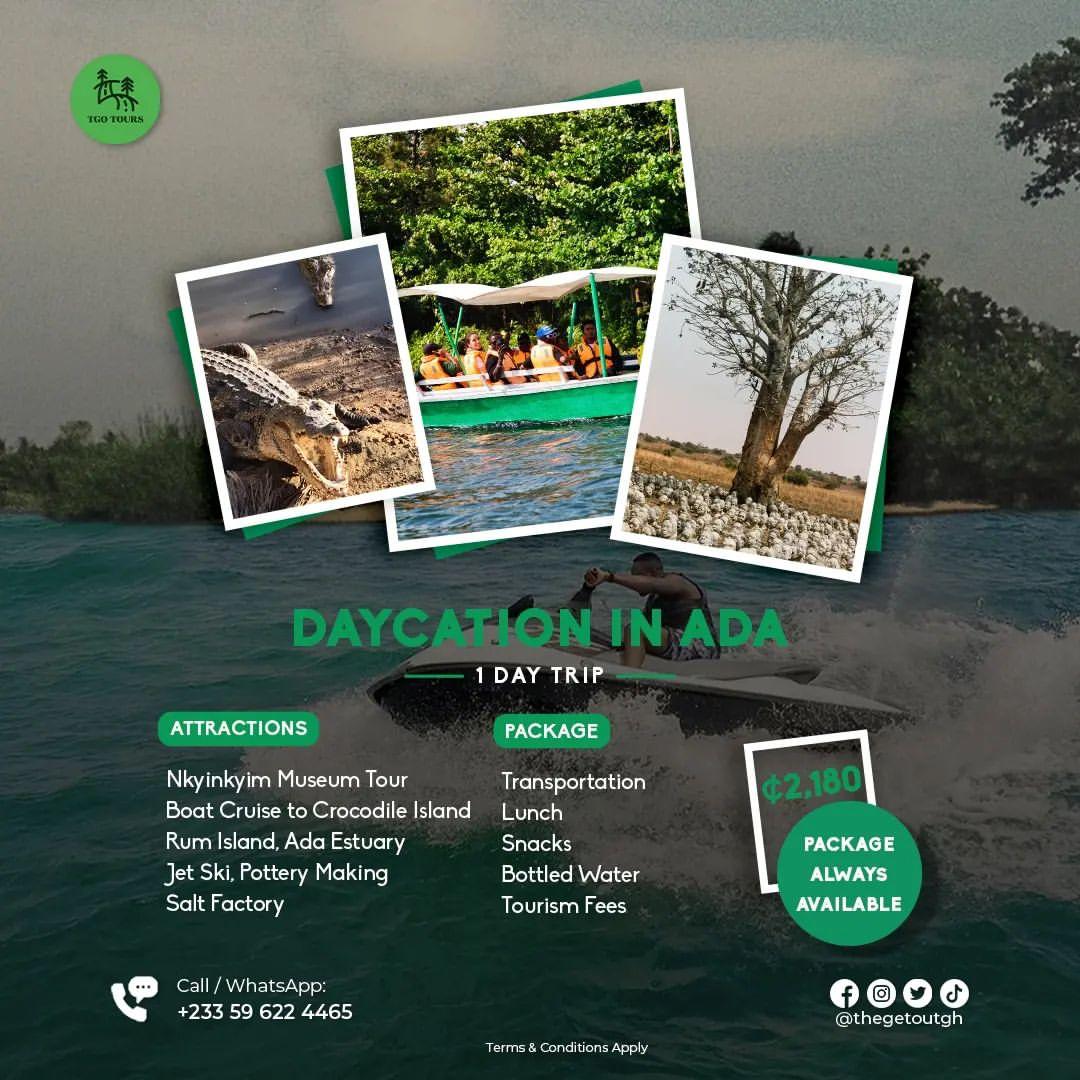 TGO TOURS
DAYCATION IN ADA
1 DAY TRIP
ATTRACTIONS
Nkyinkyim Museum Tour
Boat Cruise to Crocodile Island
Rum Island, Ada Estuary
Jet Ski, Pottery Making
Salt Factory
PACKAGE
Transportation
Lunch
Snacks
Bottled Water
Tourism Fees
₵2,180
PACKAGE
ALWAYS
AVAILABLE
Call / WhatsApp:
+233 59 622 4465
@thegetoutgh
Terms & Conditions Apply